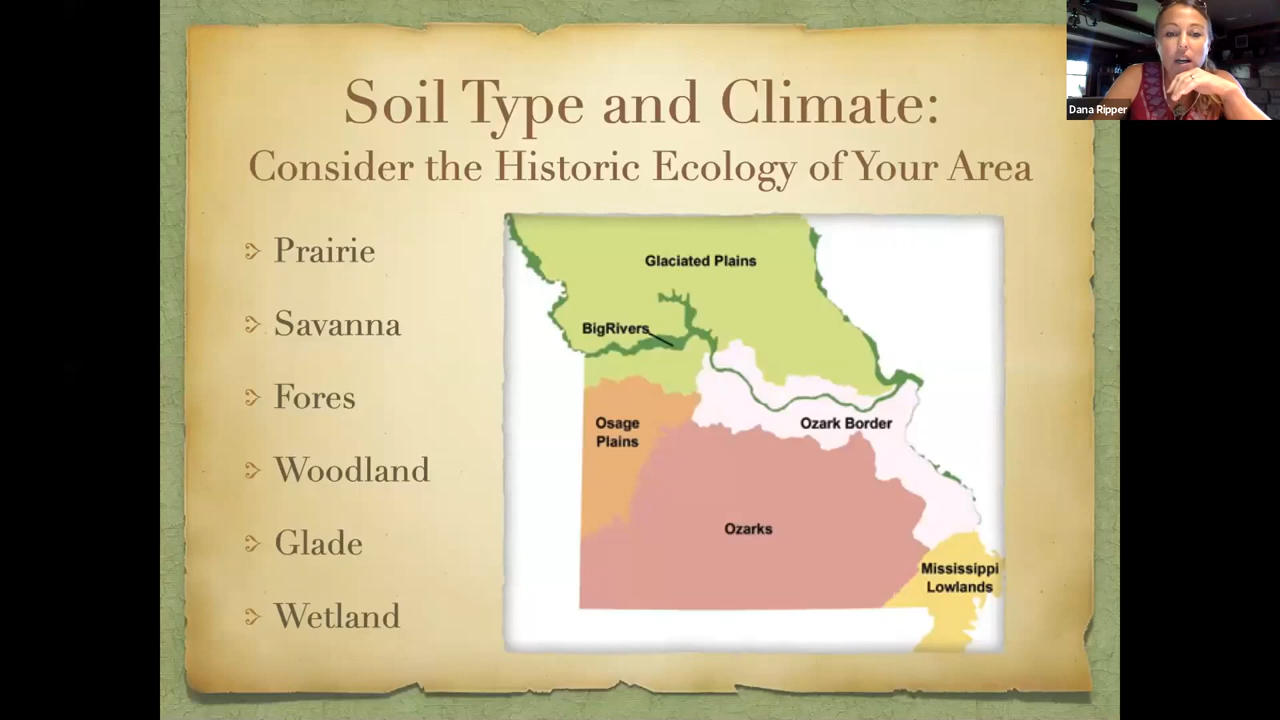 Soil Type and Climate:
Consider the Historic Ecology of Your Area
Prairie
Savanna
Fores
Woodland
Glade
Wetland
Glaciated Plains
BigRivers
Osage
Plains
Ozark Border
Ozarks
Mississippi
Lowlands
Dana Ripper